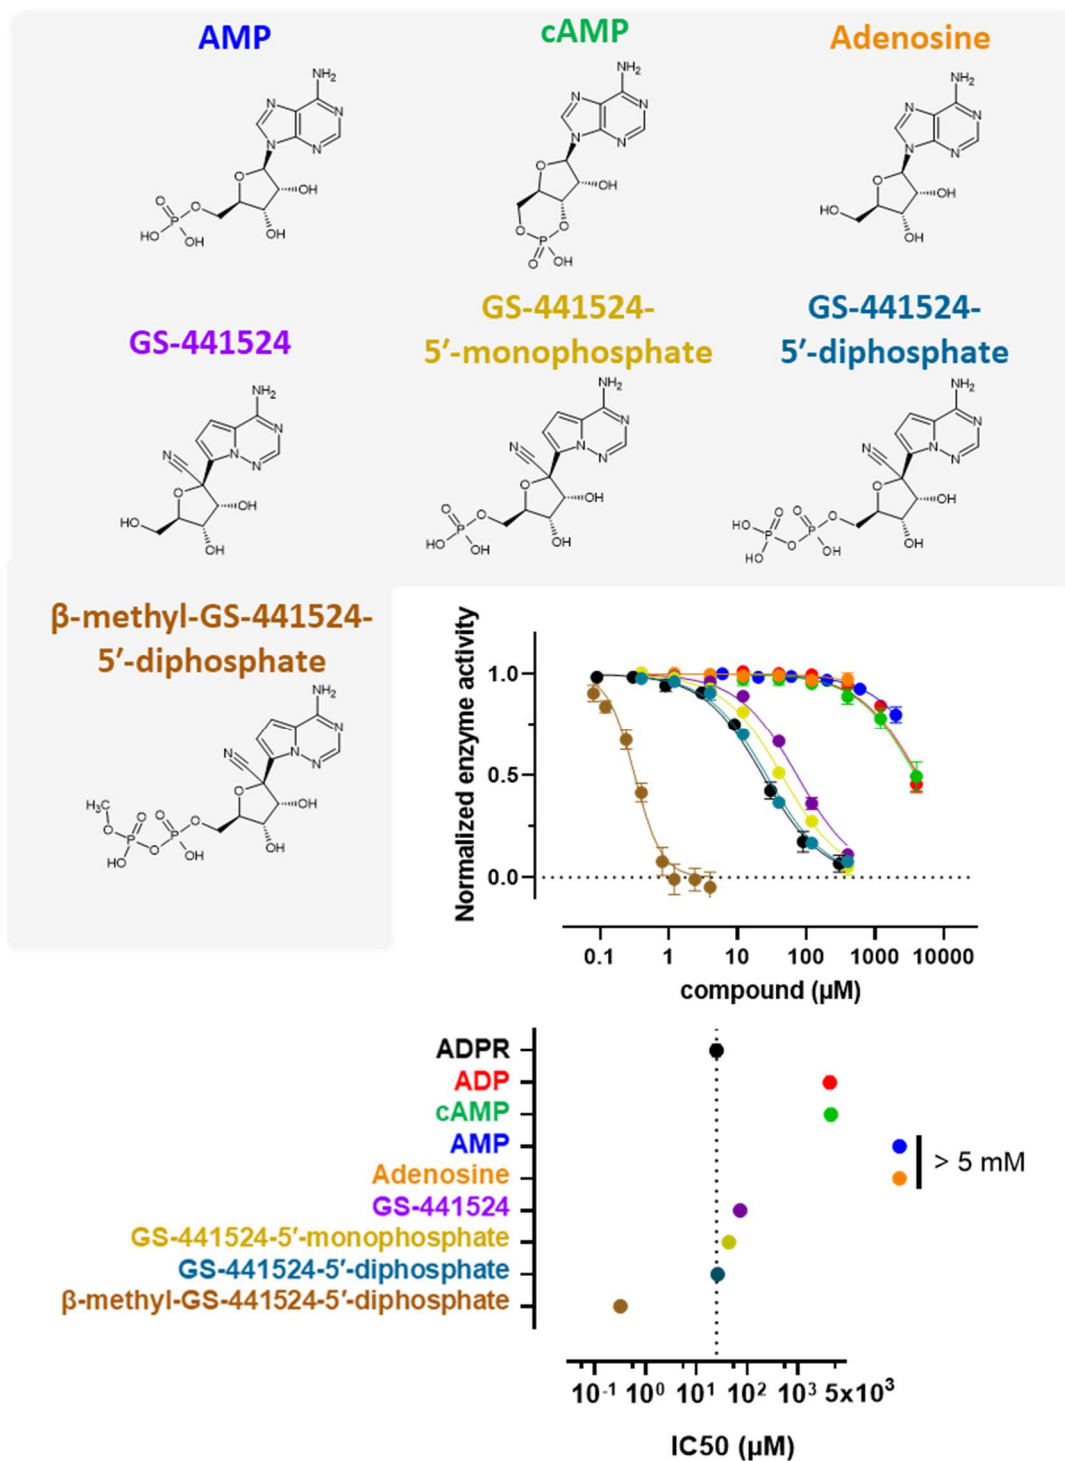 AMP
cAMP
Adenosine
NH₂
N
N
N
N
O
O
O
P
HO
OH
OH
OH
NH₂
N
N
N
N
O
OH
O
O
P
O
OH
NH₂
N
N
N
N
O
HO
OH
OH
GS-441524
GS-441524-
5′-monophosphate
GS-441524-
5′-diphosphate
NH₂
N
N
N
N
O
HO
OH
OH
NH₂
N
N
N
N
O
O
O
P
HO
OH
OH
OH
NH₂
N
N
N
N
O
O
O
O
HO
P
P
O
HO
OH
OH
OH
β-methyl-GS-441524-
5′-diphosphate
NH₂
N
N
N
N
O
H₃C
O
O
O
O
P
P
O
HO
OH
OH
OH
Normalized enzyme activity
1.0
0.5
0.0
0.1
1
10
100
1000
10000
compound (µM)
ADPR
ADP
cAMP
AMP
Adenosine
> 5 mM
GS-441524
GS-441524-5′-monophosphate
GS-441524-5′-diphosphate
β-methyl-GS-441524-5′-diphosphate
10⁻¹ 10⁰ 10¹ 10² 10³ 5x10³
IC50 (µM)